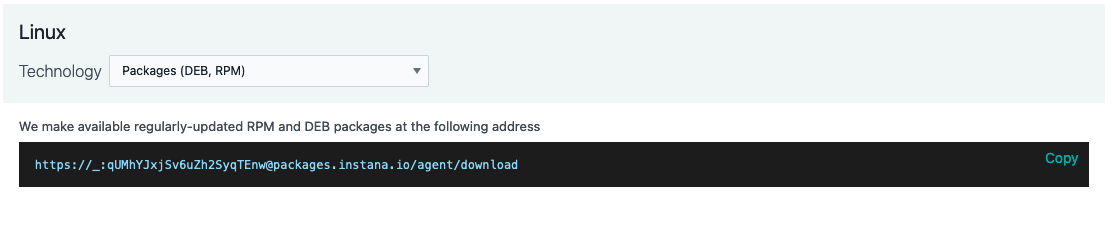 Linux
Technology Packages (DEB, RPM)
We make available regularly-updated RPM and DEB packages at the following address
https://_:qUMhYJxjSv6uZh2SyqTEnw@packages.instana.io/agent/download
Copy